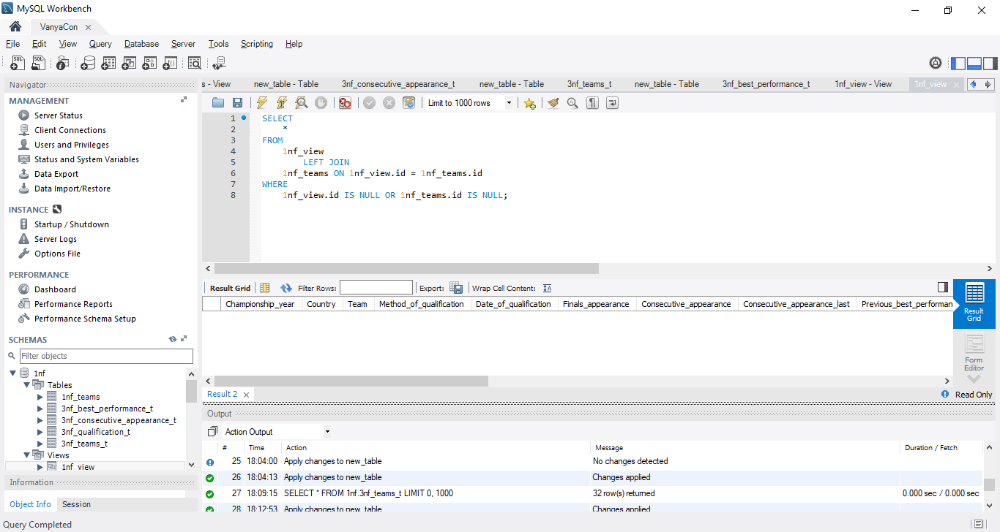 MySQL Workbench
VanyaCon
File Edit View Query Database Server Tools Scripting Help
Navigator
MANAGEMENT
Server Status
Client Connections
Users and Privileges
Status and System Variables
Data Export
Data Import/Restore
INSTANCE
Startup / Shutdown
Server Logs
Options File
PERFORMANCE
Dashboard
Performance Reports
Performance Schema Setup
SCHEMAS
Filter objects
1nf
Tables
1nf_teams
3nf_best_performance_t
3nf_consecutive_appearance_t
3nf_qualification_t
3nf_teams_t
Views
1nf_view
Information
Object Info Session
s - View new_table - Table 3nf_consecutive_appearance_t new_table - Table 3nf_teams_t new_table - Table 3nf_best_performance_t 1nf_view - View 1nf_view
Limit to 1000 rows
1 SELECT
2 *
3 FROM
4 1nf_view
5 LEFT JOIN
6 1nf_teams ON 1nf_view.id = 1nf_teams.id
7 WHERE
8 1nf_view.id IS NULL OR 1nf_teams.id IS NULL;
Result Grid Filter Rows: Export: Wrap Cell Content:
Championship_year Country Team Method_of_qualification Date_of_qualification Finals_appearance Consecutive_appearance Consecutive_appearance_last Previous_best_performan
Result
Grid
Form
Editor
Result 2 Read Only
Output
Action Output
# Time Action Message Duration / Fetch
25 18:04:00 Apply changes to new_table No changes detected
26 18:04:13 Apply changes to new_table Changes applied
27 18:09:15 SELECT * FROM 1nf.3nf_teams_t LIMIT 0, 1000 32 row(s) returned 0.000 sec / 0.000 sec
28 18:12:53 Apply changes to new_table Changes applied
Query Completed